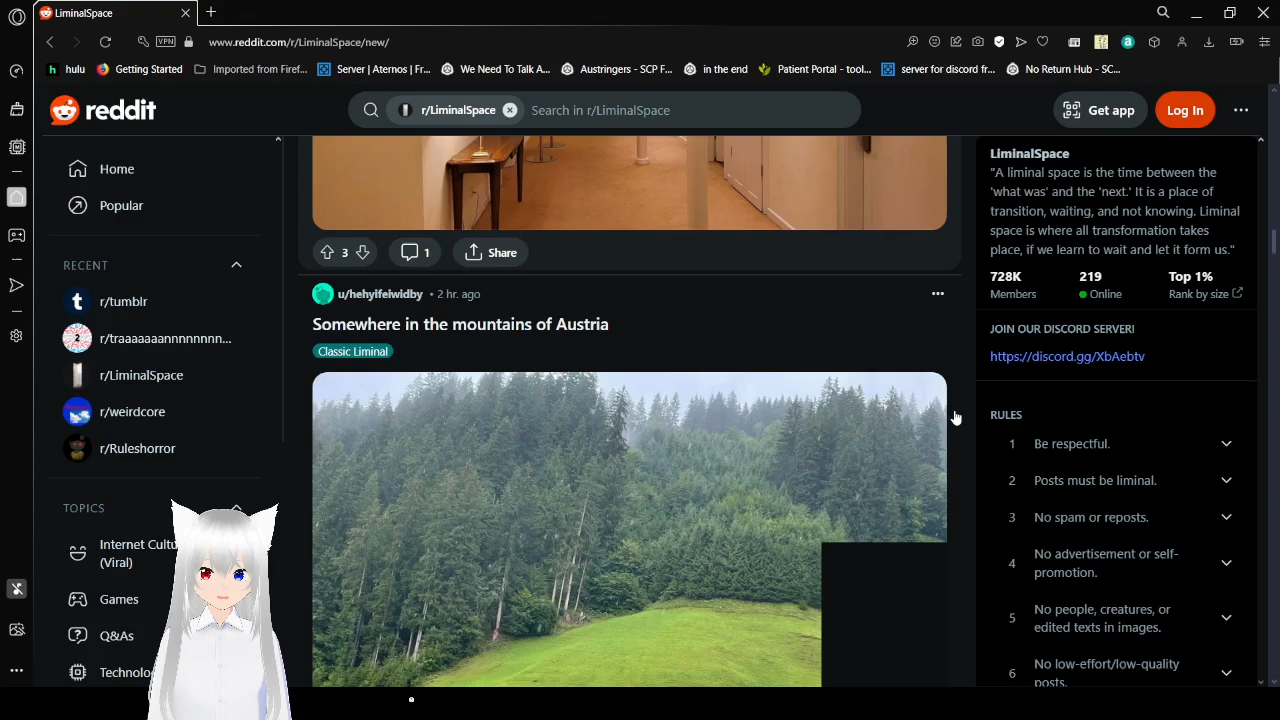 LiminalSpace
VPN
www.reddit.com/r/LiminalSpace/new/
hulu
Getting Started
Imported from Firef...
Server | Aternos | Fr...
We Need To Talk A...
Austringers - SCP F...
in the end
Patient Portal - tool...
server for discord fr...
No Return Hub - SC...
reddit
r/LiminalSpace
Search in r/LiminalSpace
Get app
Log In
Home
Popular
RECENT
r/tumblr
r/traaaaaaannnnnnnn...
r/LiminalSpace
r/weirdcore
r/Ruleshorror
TOPICS
Internet Cultu
(Viral)
Games
Q&As
Technolo
3
1
Share
u/hehyifeiwidby • 2 hr. ago
Somewhere in the mountains of Austria
Classic Liminal
LiminalSpace
"A liminal space is the time between the
'what was' and the 'next.' It is a place of
transition, waiting, and not knowing. Liminal
space is where all transformation takes
place, if we learn to wait and let it form us."
728K
Members
219
Online
Top 1%
Rank by size
JOIN OUR DISCORD SERVER!
https://discord.gg/XbAebtv
RULES
1 Be respectful.
2 Posts must be liminal.
3 No spam or reposts.
4 No advertisement or self-
promotion.
5 No people, creatures, or
edited texts in images.
6 No low-effort/low-quality
posts.